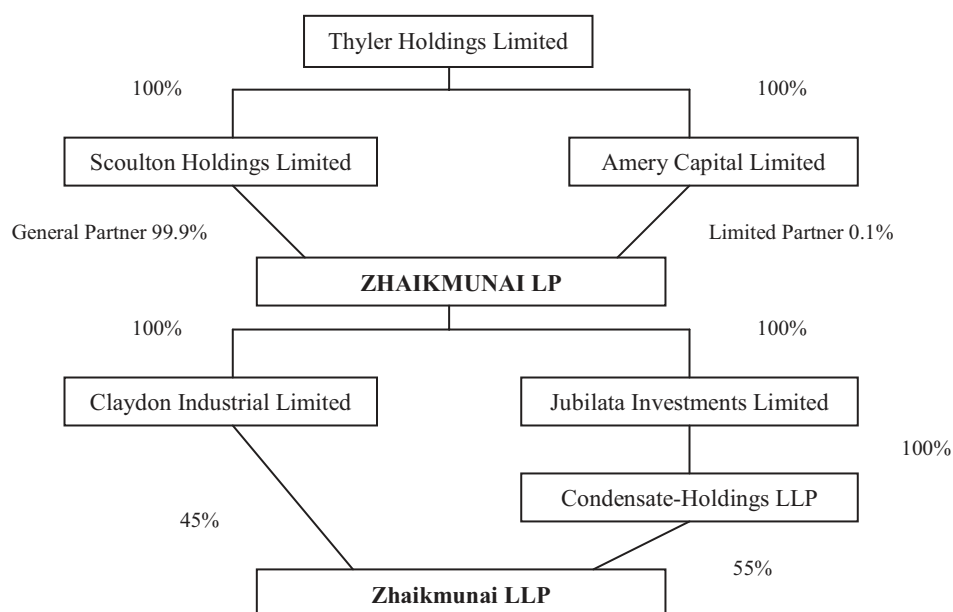 Thyler Holdings Limited
100%
100%
Scoulton Holdings Limited
Amery Capital Limited
General Partner 99.9%
Limited Partner 0.1%
ZHAIKMUNAI LP
100%
100%
Claydon Industrial Limited
Jubilata Investments Limited
100%
Condensate-Holdings LLP
45%
55%
Zhaikmunai LLP